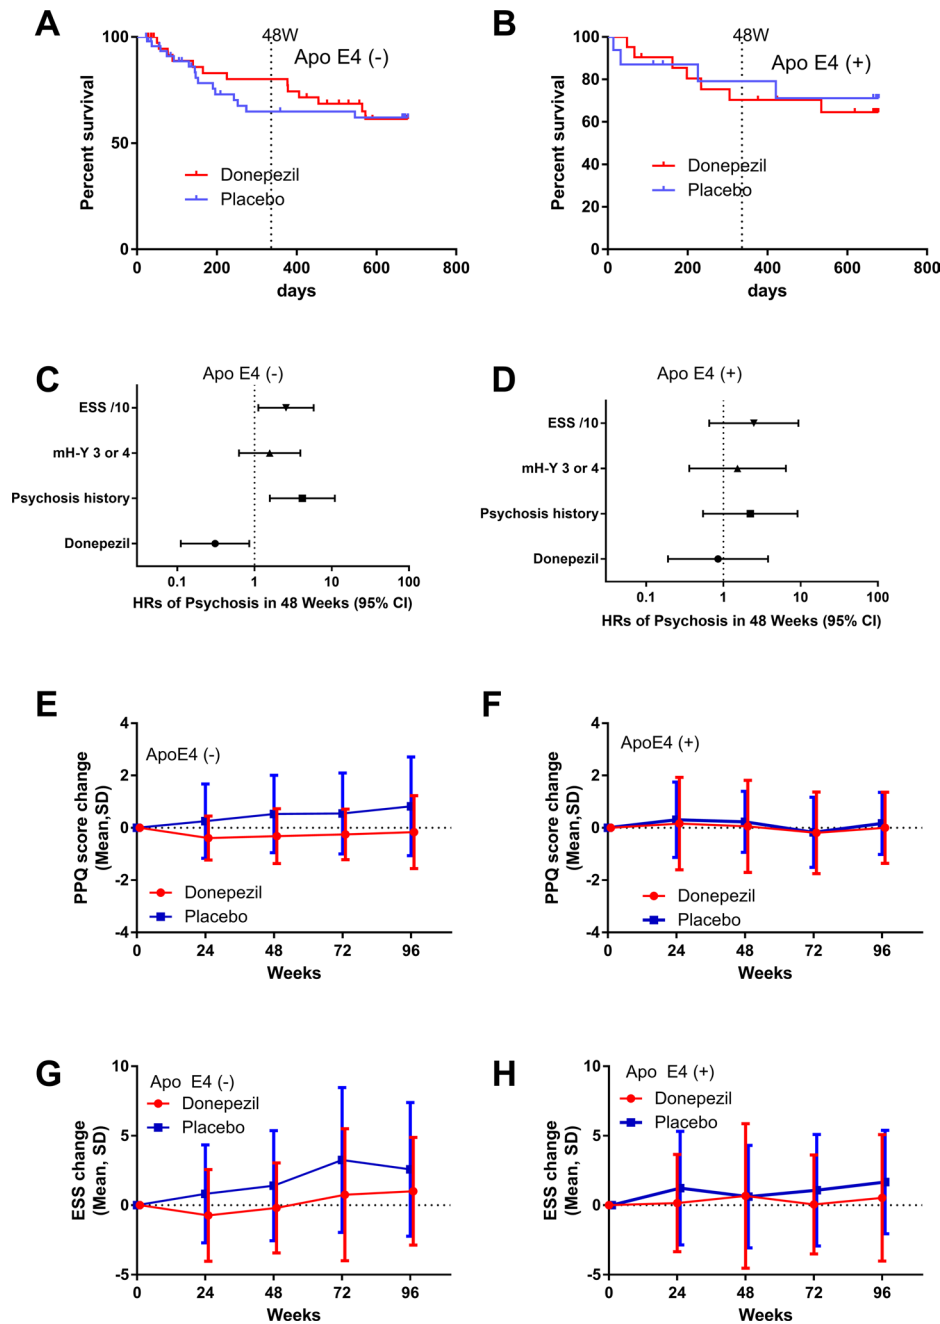 A
48W
Apo E4 (-)
Percent survival
100
50
0
Donepezil
Placebo
0 200 400 600 800
days
B
48W
Apo E4 (+)
Percent survival
100
80
60
40
20
0
Donepezil
Placebo
0 200 400 600 800
days
C
Apo E4 (-)
ESS /10
mH-Y 3 or 4
Psychosis history
Donepezil
0.1 1 10 100
HRs of Psychosis in 48 Weeks (95% CI)
D
Apo E4 (+)
ESS /10
mH-Y 3 or 4
Psychosis history
Donepezil
0.1 1 10 100
HRs of Psychosis in 48 Weeks (95% CI)
E
ApoE4 (-)
PPQ score change
(Mean,SD)
4
2
0
-2
-4
Donepezil
Placebo
0 24 48 72 96
Weeks
F
ApoE4 (+)
PPQ score change
(Mean,SD)
4
2
0
-2
-4
Donepezil
Placebo
0 24 48 72 96
Weeks
G
Apo E4 (-)
Donepezil
Placebo
ESS change
(Mean, SD)
10
5
0
-5
0 24 48 72 96
Weeks
H
Apo E4 (+)
Donepezil
Placebo
ESS change
(Mean, SD)
10
5
0
-5
0 24 48 72 96
Weeks